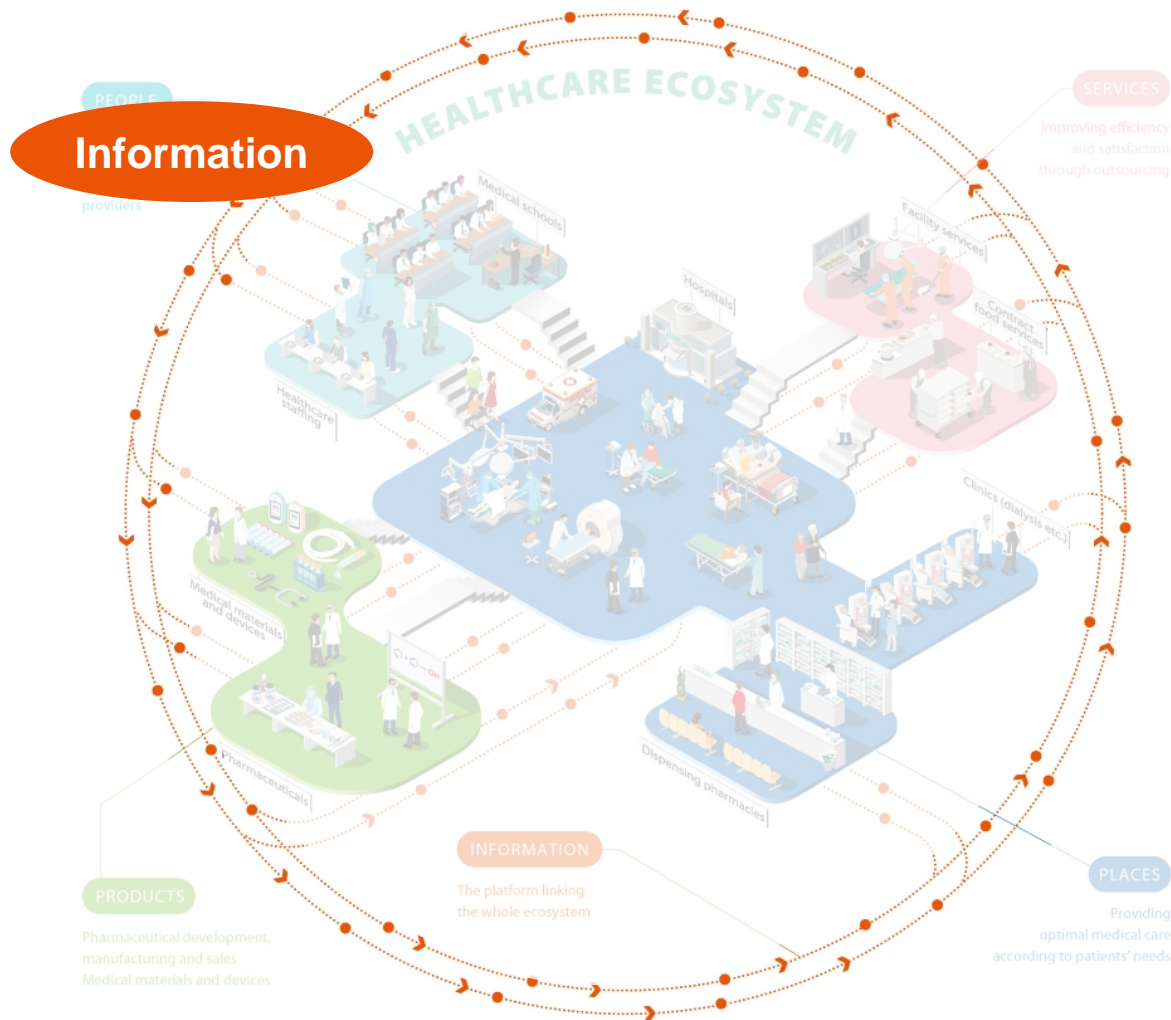 HEALTHCARE ECOSYSTEM
PEOPLE
Information
providers
SERVICES
Improving efficiency
and satisfaction
through outsourcing
Medical schools
Facility services
Hospitals
Contract
food services
Healthcare
staffing
Clinics (dialysis etc.)
Medical materials
and devices
Pharmaceuticals
Dispensing pharmacies
INFORMATION
The platform linking
the whole ecosystem
PRODUCTS
Pharmaceutical development,
manufacturing and sales
Medical materials and devices
PLACES
Providing
optimal medical care
according to patients' needs